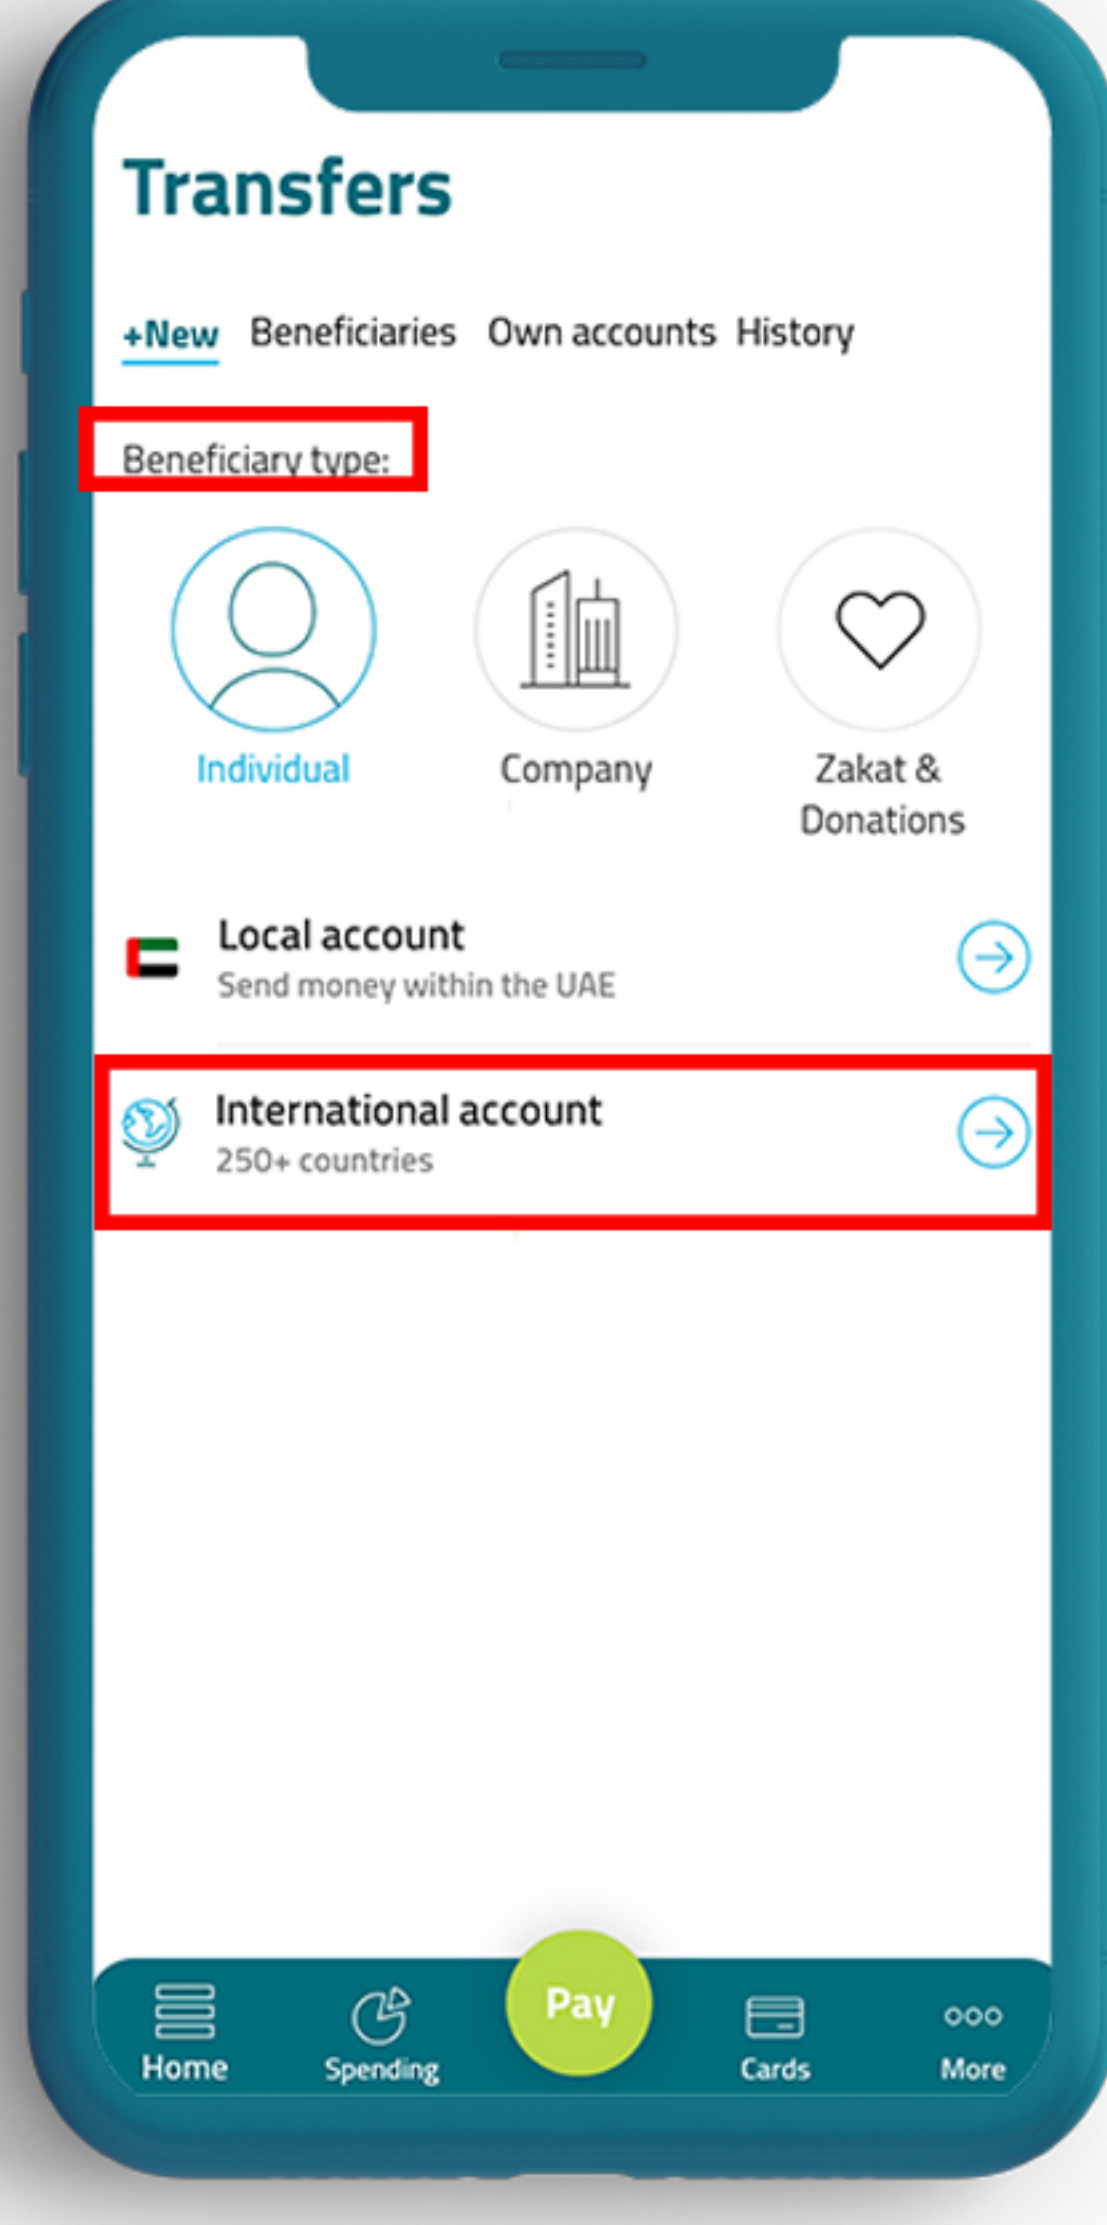 Transfers
+New Beneficiaries Own accounts History
Beneficiary type:
Individual Company Zakat &
Donations
Local account
Send money within the UAE
International account
250+ countries
Pay
Home Spending Cards More